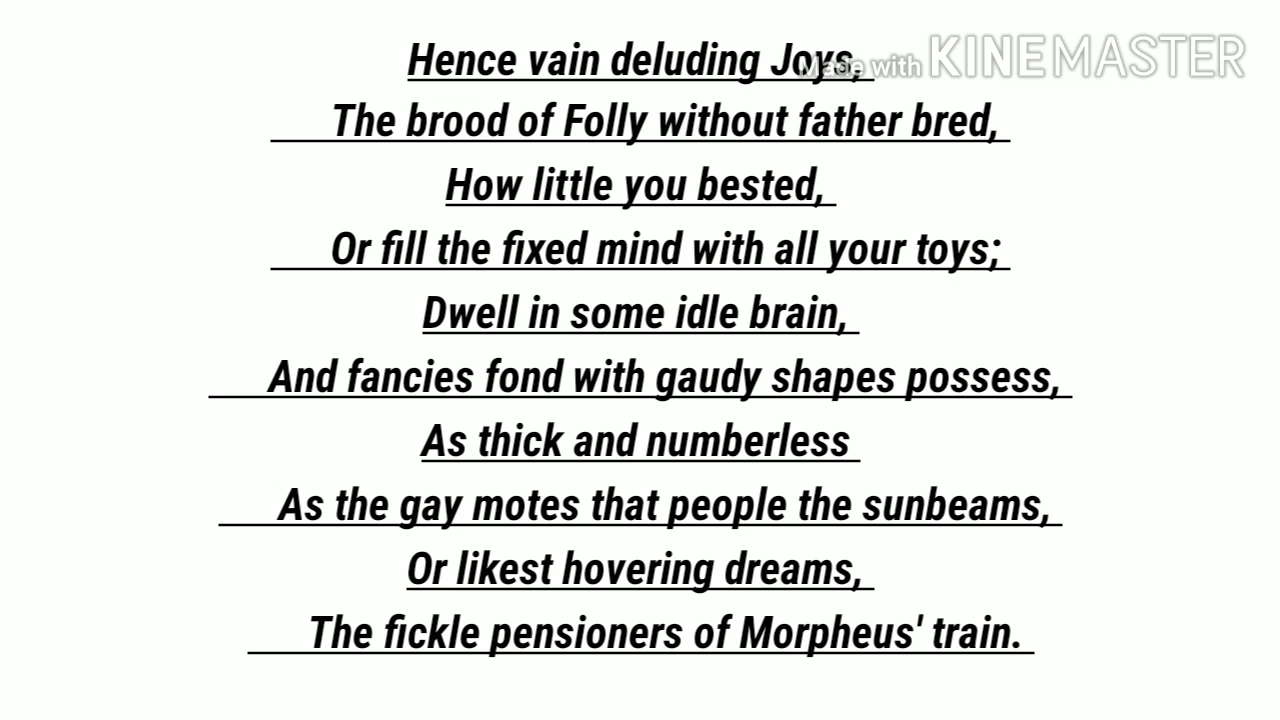 Hence vain deluding Joys,
Made with KINEMASTER
The brood of Folly without father bred,
How little you bested,
Or fill the fixed mind with all your toys;
Dwell in some idle brain,
And fancies fond with gaudy shapes possess,
As thick and numberless
As the gay motes that people the sunbeams,
Or likest hovering dreams,
The fickle pensioners of Morpheus' train.